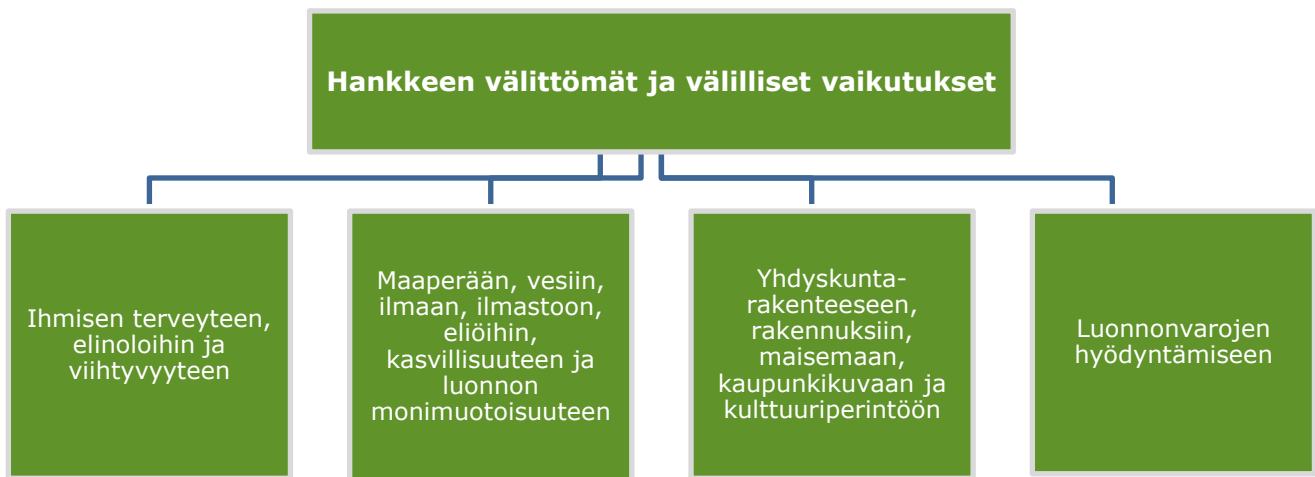 Hankkeen välittömät ja välilliset vaikutukset
Ihmisen terveyteen,
elinoloihin ja
viihtyvyyteen
Maaperään, vesiin,
ilmaan, ilmastoon,
eliöihin,
kasvillisuuteen ja
luonnon
monimuotoisuuteen
Yhdyskunta-
rakenteeseen,
rakennuksiin,
maisemaan,
kaupunkikuvaan ja
kulttuuriperintöön
Luonnonvarojen
hyödyntämiseen